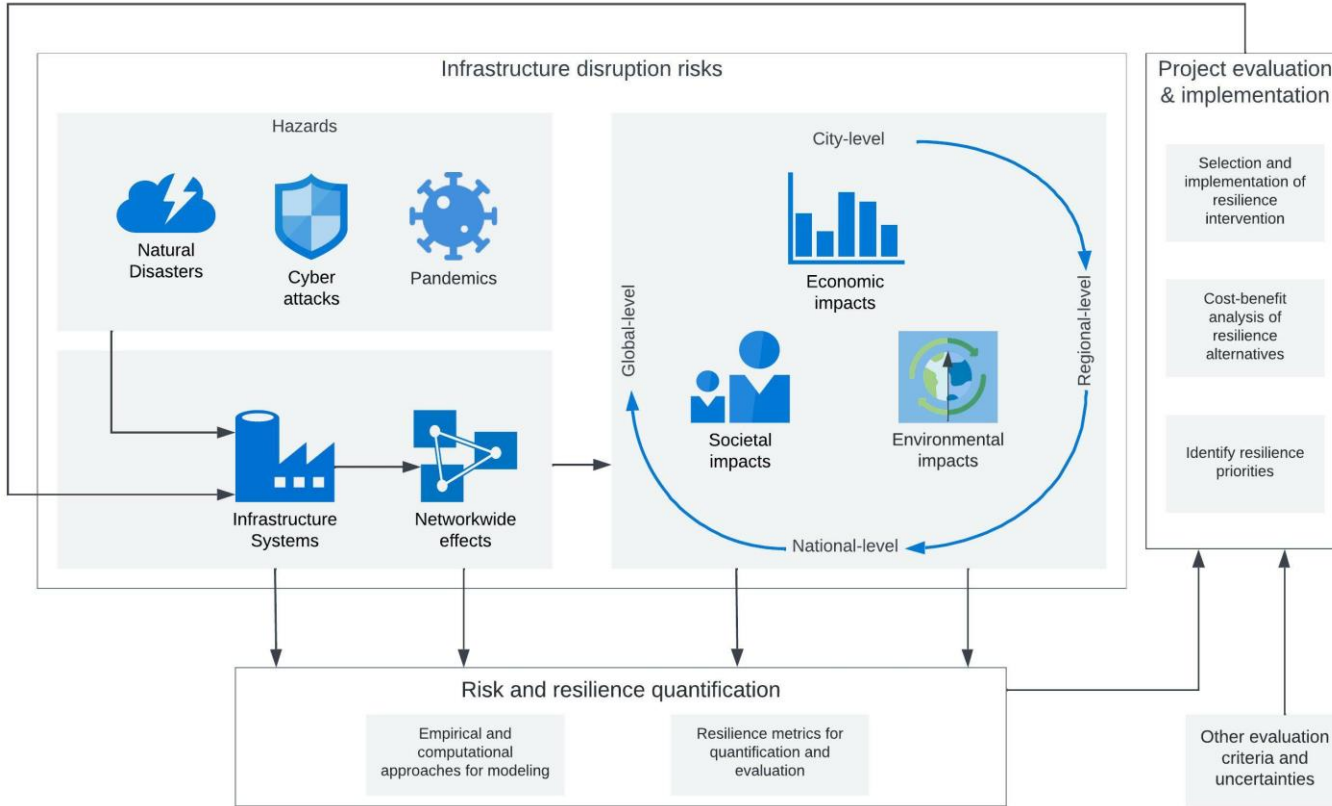 Infrastructure disruption risks
Hazards
Natural
Disasters
Cyber
attacks
Pandemics
Infrastructure
Systems
Networkwide
effects
City-level
Economic
impacts
Global-level
Regional-level
Societal
impacts
Environmental
impacts
National-level
Project evaluation
& implementation
Selection and
implementation of
resilience
intervention
Cost-benefit
analysis of
resilience
alternatives
Identify resilience
priorities
Risk and resilience quantification
Empirical and
computational
approaches for modeling
Resilience metrics for
quantification and
evaluation
Other evaluation
criteria and
uncertainties